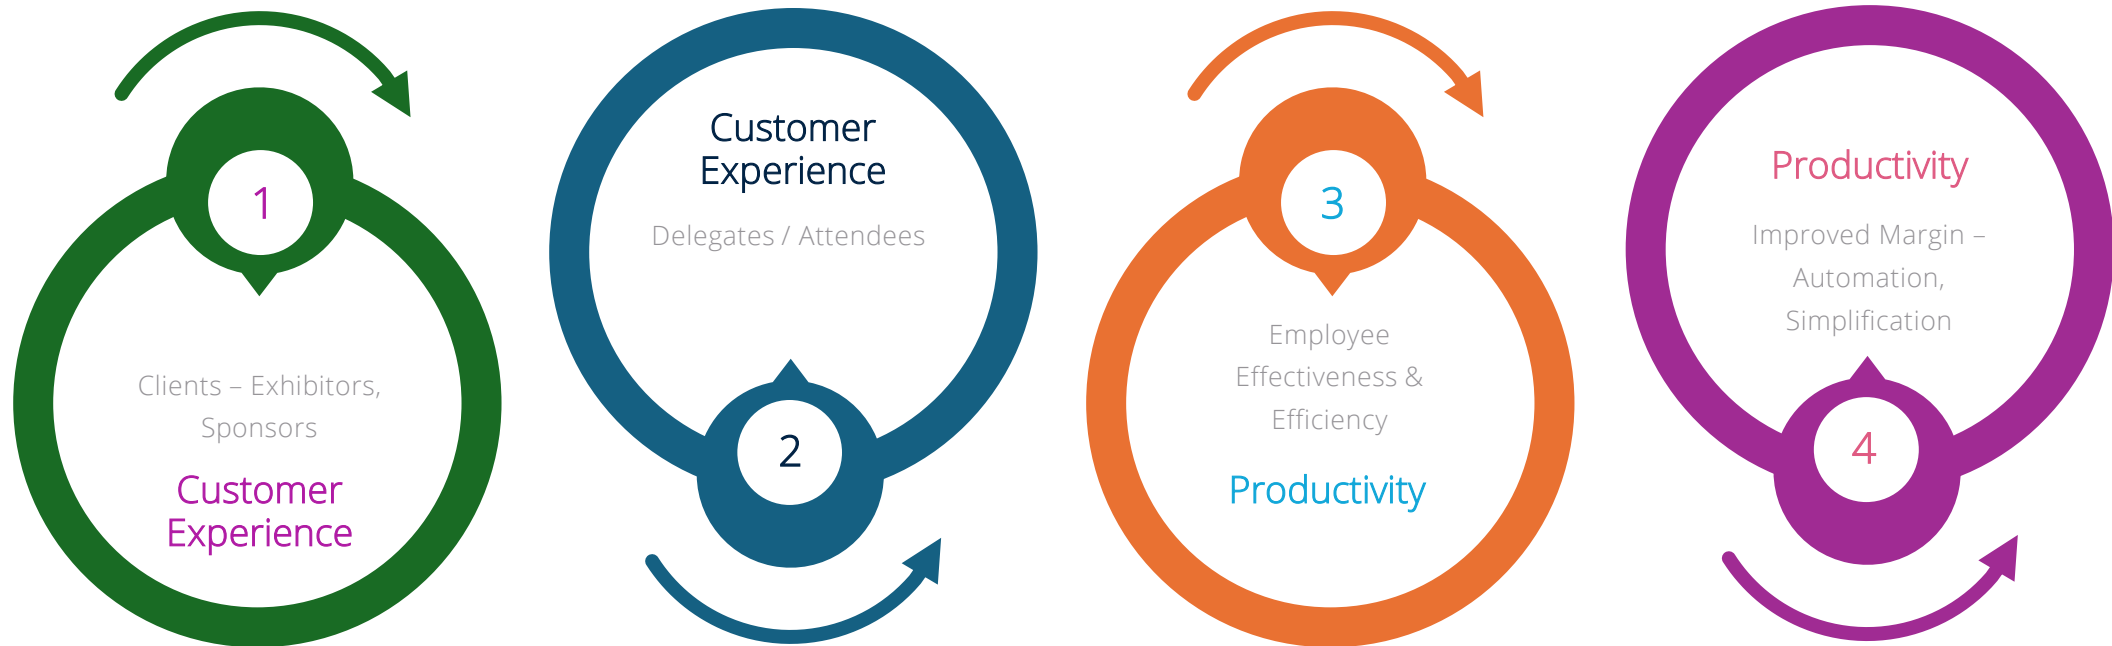 1
Clients – Exhibitors,
Sponsors
Customer
Experience
Customer
Experience
Delegates / Attendees
2
3
Employee
Effectiveness &
Efficiency
Productivity
Productivity
Improved Margin –
Automation,
Simplification
4